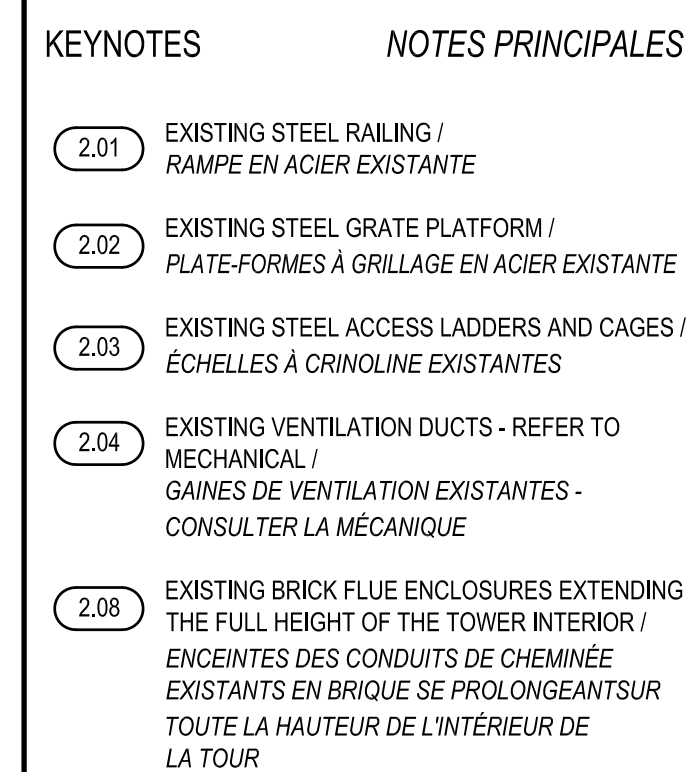 KEYNOTES NOTES PRINCIPALES
2.01 EXISTING STEEL RAILING /
RAMPE EN ACIER EXISTANTE
2.02 EXISTING STEEL GRATE PLATFORM /
PLATE-FORMES À GRILLAGE EN ACIER EXISTANTE
2.03 EXISTING STEEL ACCESS LADDERS AND CAGES /
ÉCHELLES À CRINOLINE EXISTANTES
2.04 EXISTING VENTILATION DUCTS - REFER TO
MECHANICAL /
GAINES DE VENTILATION EXISTANTES -
CONSULTER LA MÉCANIQUE
2.08 EXISTING BRICK FLUE ENCLOSURES EXTENDING
THE FULL HEIGHT OF THE TOWER INTERIOR /
ENCEINTES DES CONDUITS DE CHEMINÉE
EXISTANTS EN BRIQUE SE PROLONGEANTSUR
TOUTE LA HAUTEUR DE L'INTÉRIEUR DE
LA TOUR